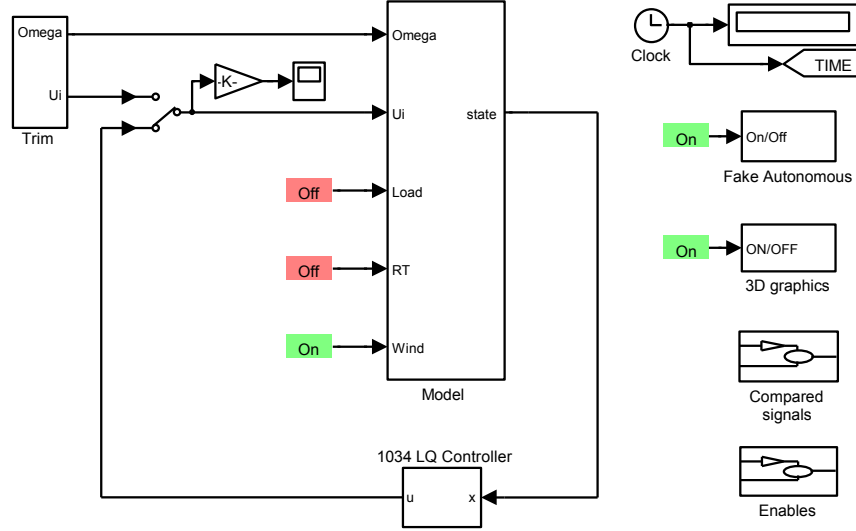 Omega
Ui
Trim
-K-
Omega
Ui
Load
RT
Wind
state
Model
Off
Off
On
1034 LQ Controller
u
x
Clock
TIME
On
On/Off
Fake Autonomous
On
ON/OFF
3D graphics
Compared
signals
Enables